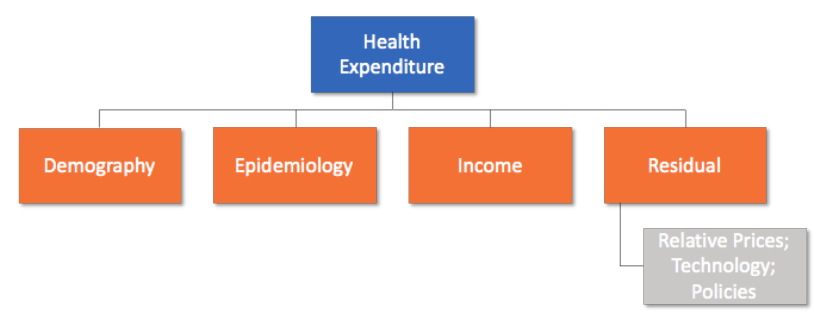 Health
Expenditure
Demography
Epidemiology
Income
Residual
Relative Prices;
Technology;
Policies